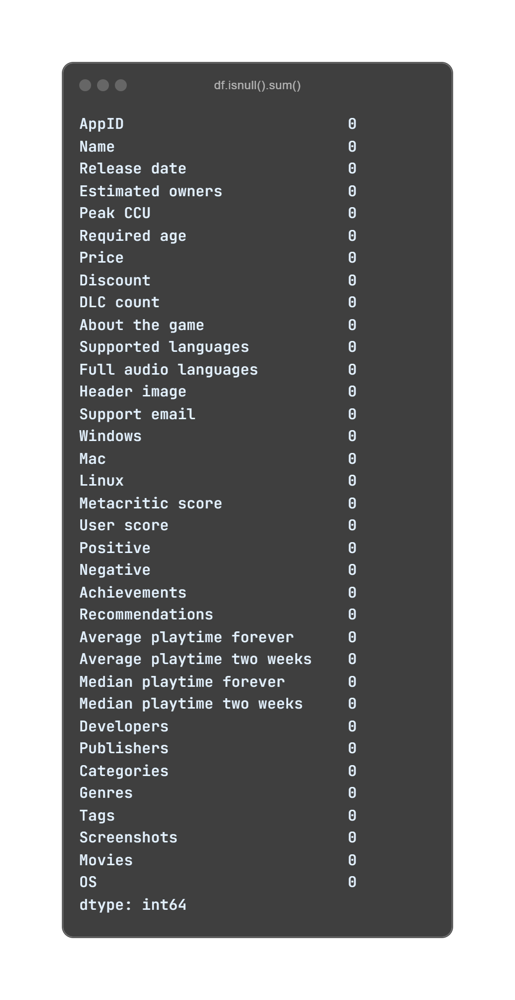 df.isnull().sum()
AppID 0
Name 0
Release date 0
Estimated owners 0
Peak CCU 0
Required age 0
Price 0
Discount 0
DLC count 0
About the game 0
Supported languages 0
Full audio languages 0
Header image 0
Support email 0
Windows 0
Mac 0
Linux 0
Metacritic score 0
User score 0
Positive 0
Negative 0
Achievements 0
Recommendations 0
Average playtime forever 0
Average playtime two weeks 0
Median playtime forever 0
Median playtime two weeks 0
Developers 0
Publishers 0
Categories 0
Genres 0
Tags 0
Screenshots 0
Movies 0
OS 0
dtype: int64